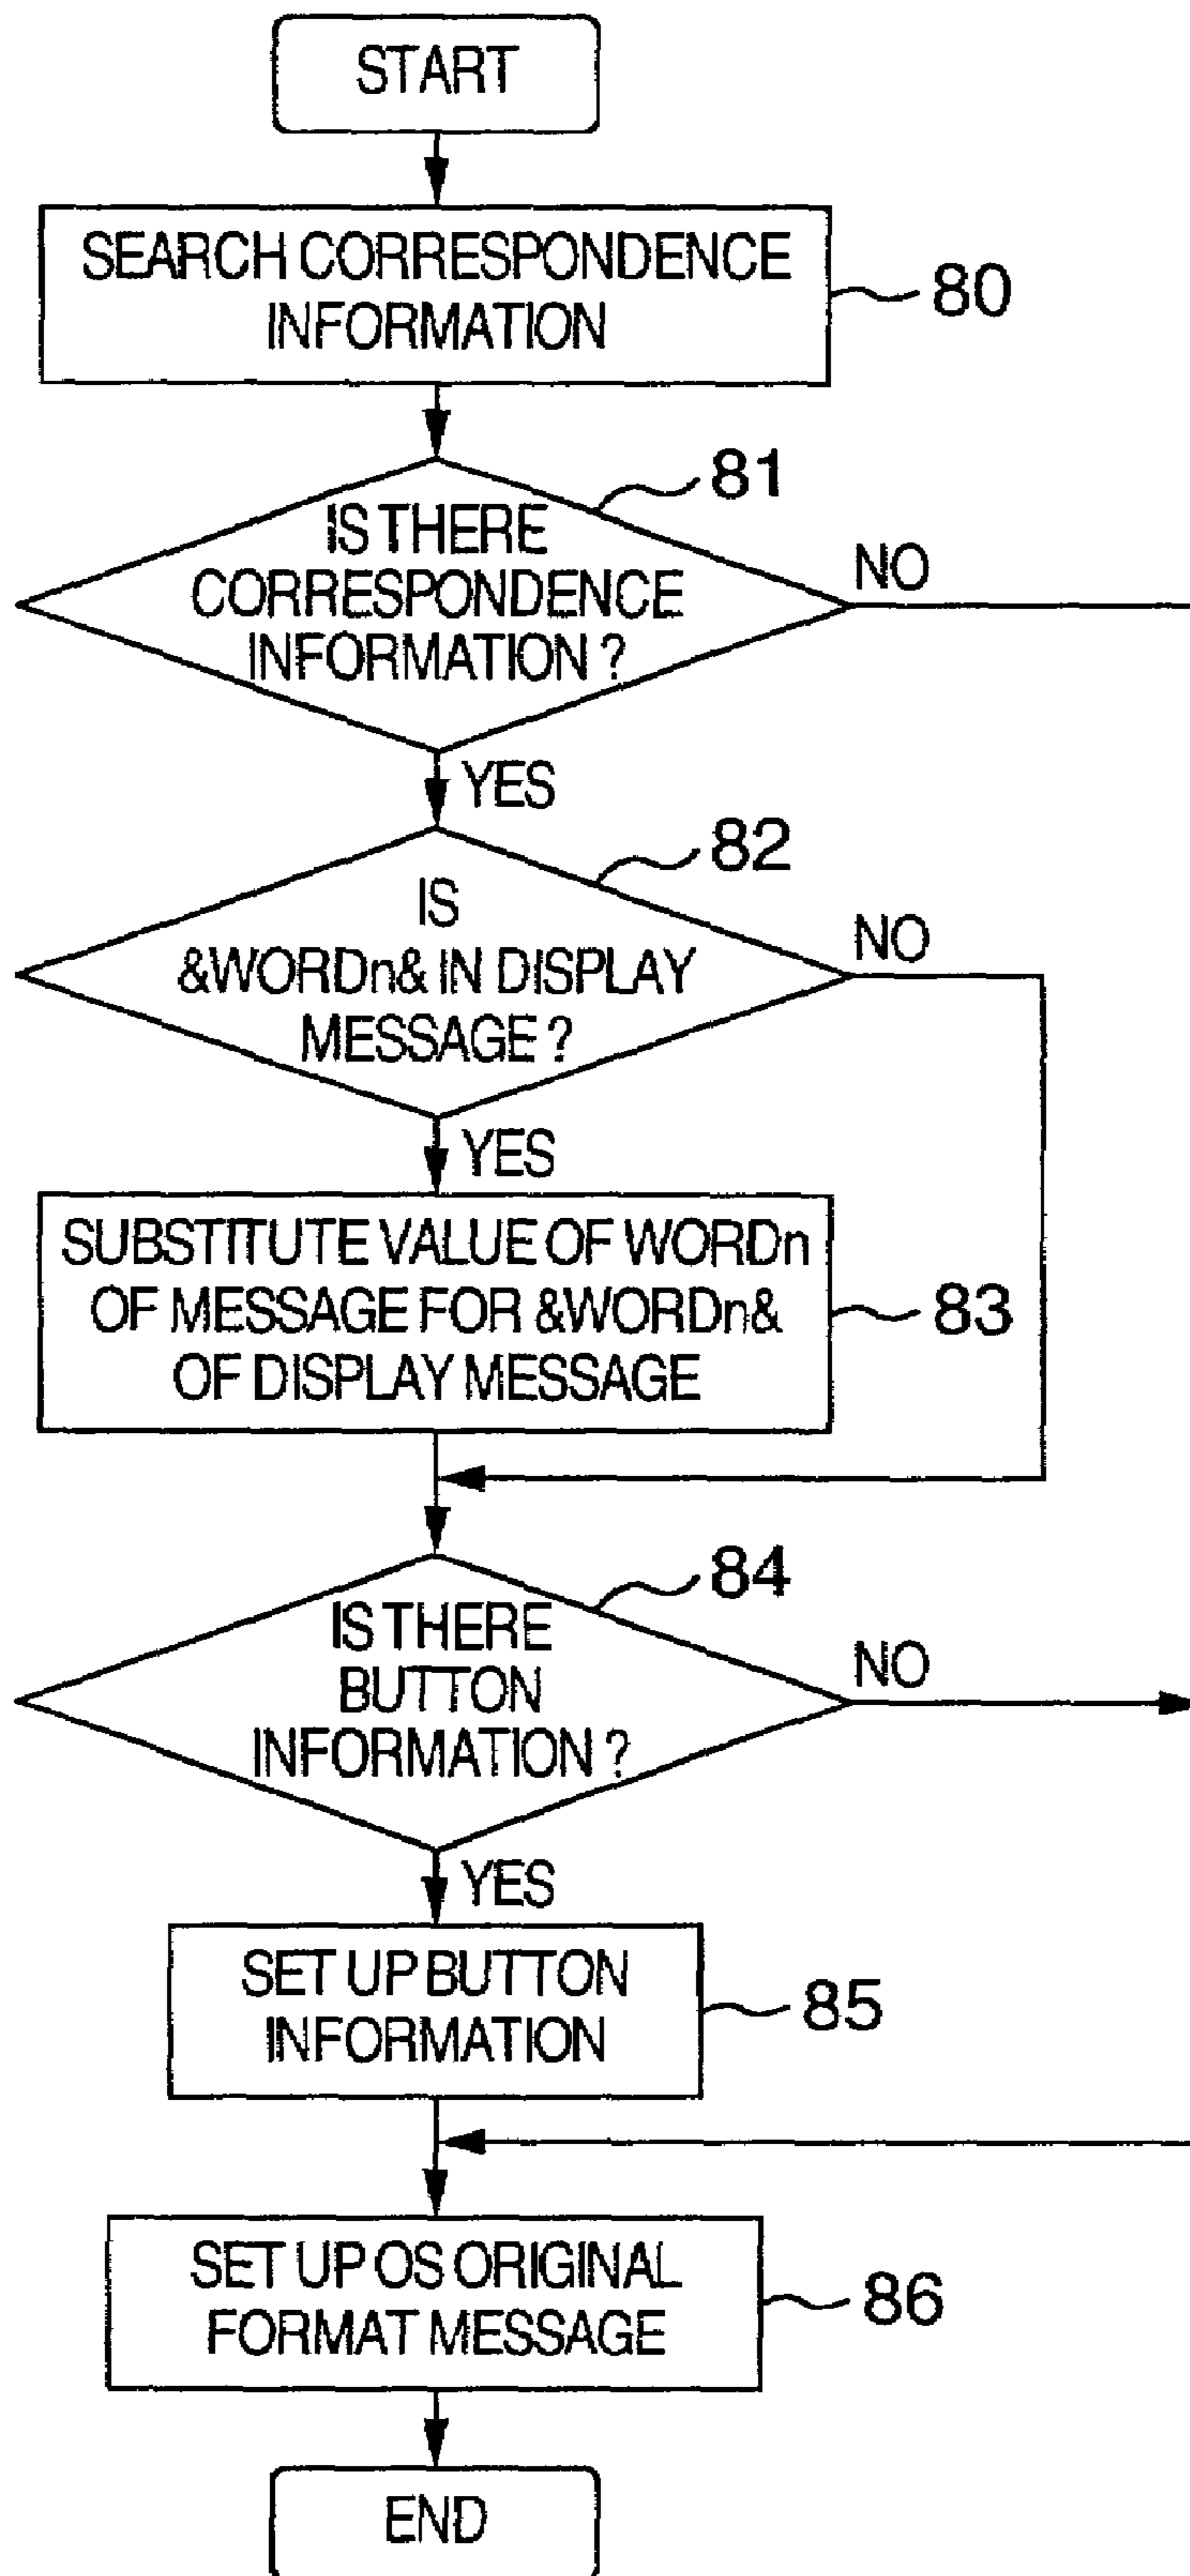 START
SEARCH CORRESPONDENCE
INFORMATION
80
81
IS THERE
CORRESPONDENCE
INFORMATION ?
NO
YES
82
IS
&WORDn& IN DISPLAY
MESSAGE ?
NO
YES
SUBSTITUTE VALUE OF WORDn
OF MESSAGE FOR &WORDn&
OF DISPLAY MESSAGE
83
84
IS THERE
BUTTON
INFORMATION ?
NO
YES
SET UP BUTTON
INFORMATION
85
SET UP OS ORIGINAL
FORMAT MESSAGE
86
END